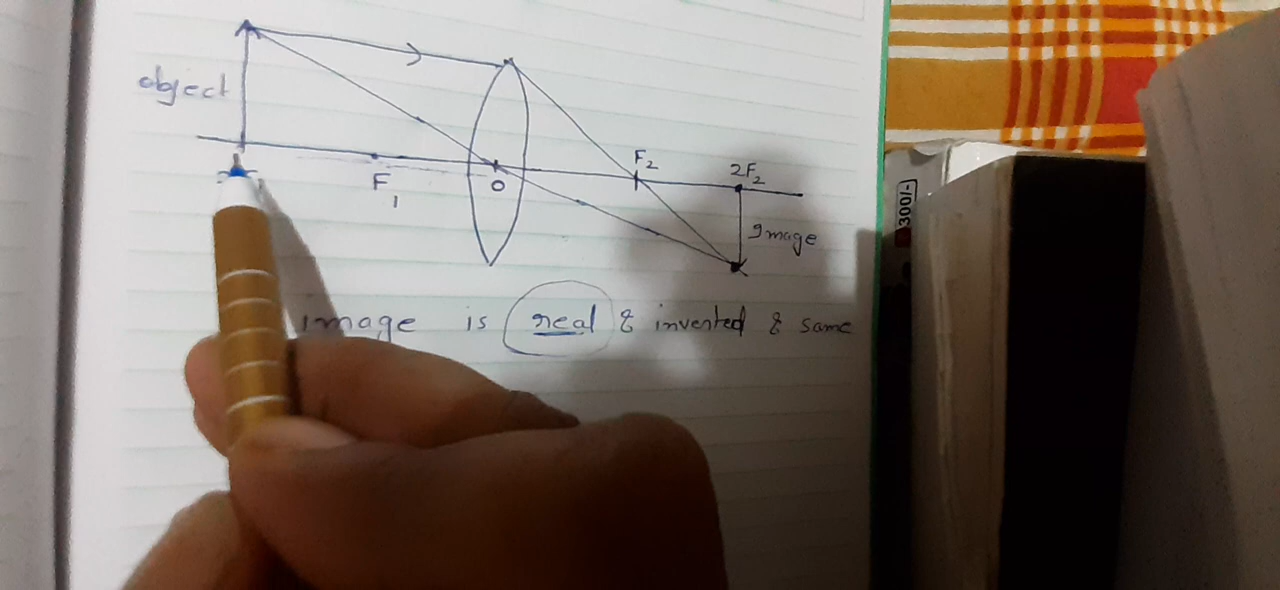 object
F1
O
F2
2F2
Image
image is real & inverted & same
300/-